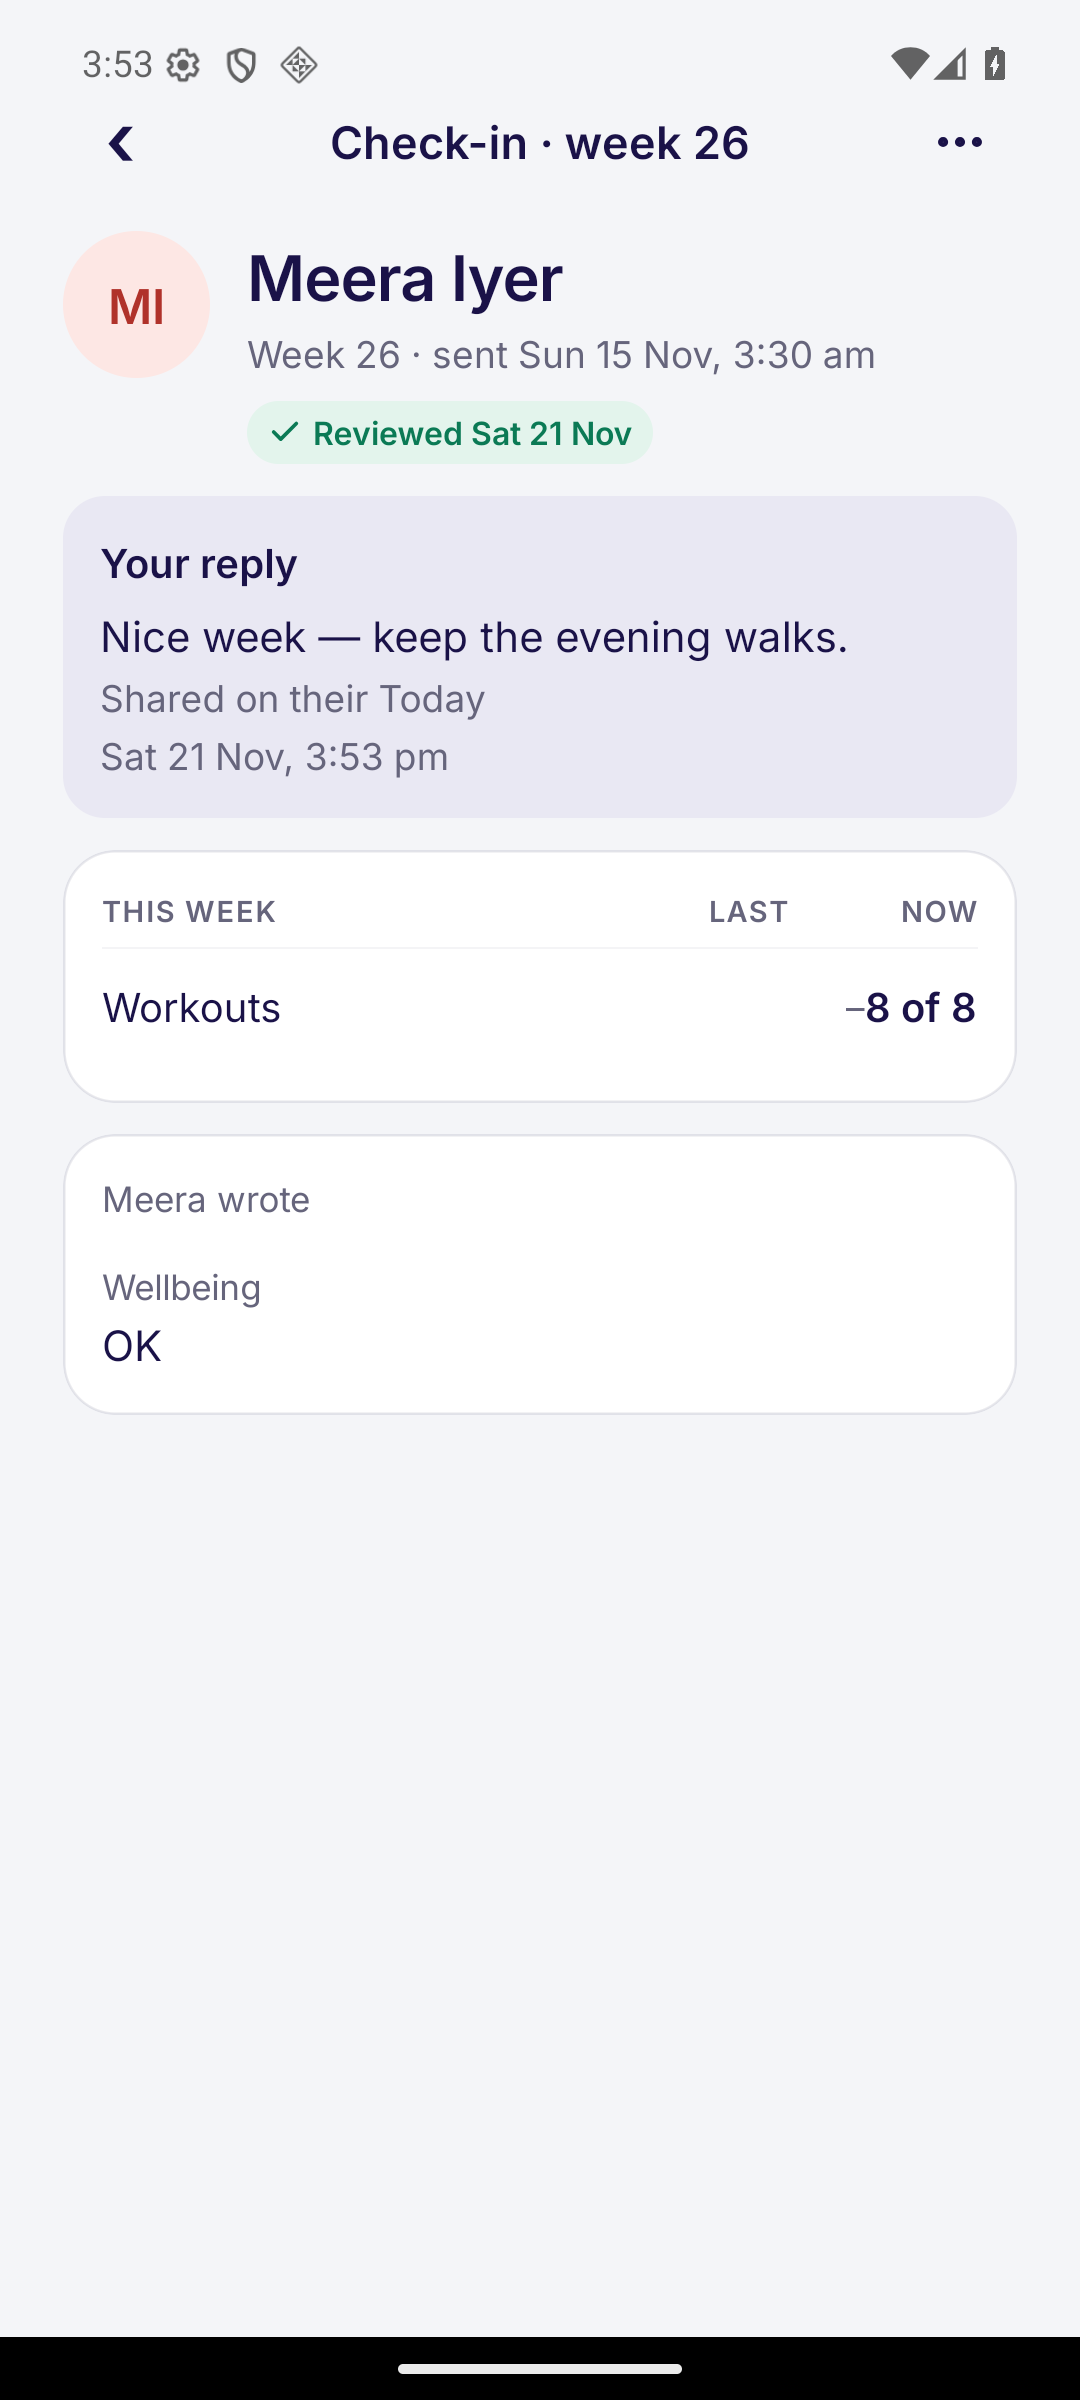 3:53
Check-in · week 26
MI
Meera Iyer
Week 26 · sent Sun 15 Nov, 3:30 am
Reviewed Sat 21 Nov
Your reply
Nice week — keep the evening walks.
Shared on their Today
Sat 21 Nov, 3:53 pm
THIS WEEK LAST NOW
Workouts –8 of 8
Meera wrote
Wellbeing
OK